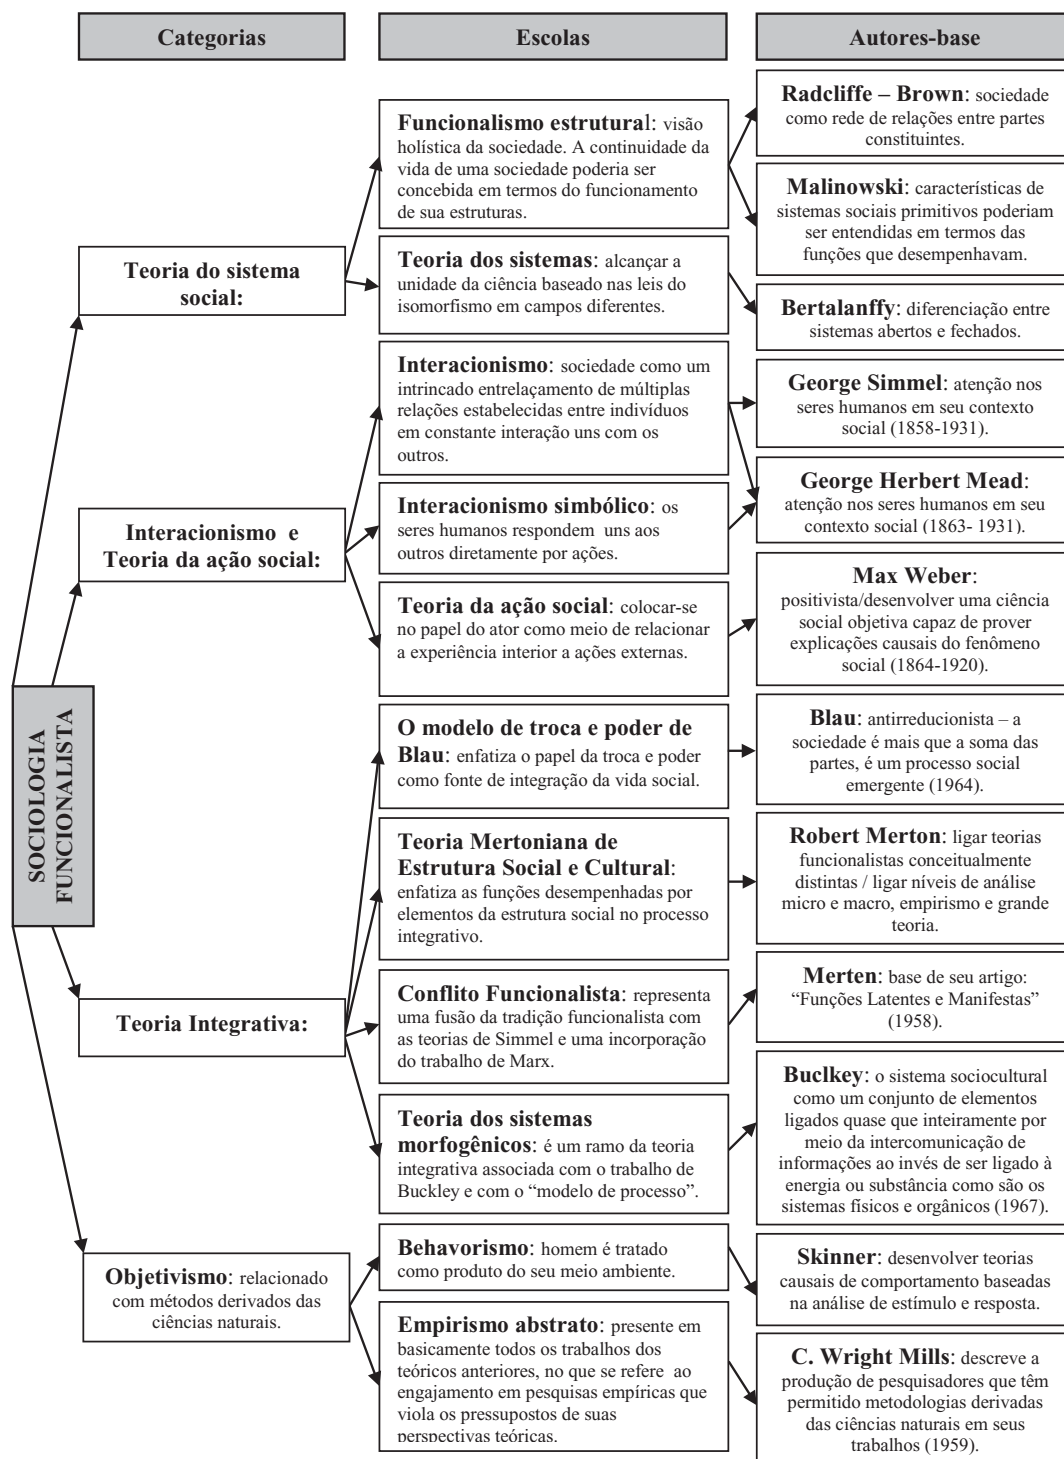 Categorias
Escolas
Autores-base
SOCIOLOGIA
FUNCIONALISTA
Teoria do sistema
social:
Interacionismo e
Teoria da ação social:
Teoria Integrativa:
Objetivismo: relacionado
com métodos derivados das
ciências naturais.
Funcionalismo estrutural: visão
holística da sociedade. A continuidade da
vida de uma sociedade poderia ser
concebida em termos do funcionamento
de sua estruturas.
Teoria dos sistemas: alcançar a
unidade da ciência baseado nas leis do
isomorfismo em campos diferentes.
Interacionismo: sociedade como um
intrincado entrelaçamento de múltiplas
relações estabelecidas entre indivíduos
em constante interação uns com os
outros.
Interacionismo simbólico: os
seres humanos respondem uns aos
outros diretamente por ações.
Teoria da ação social: colocar-se
no papel do ator como meio de relacionar
a experiência interior a ações externas.
O modelo de troca e poder de
Blau: enfatiza o papel da troca e poder
como fonte de integração da vida social.
Teoria Mertoniana de
Estrutura Social e Cultural:
enfatiza as funções desempenhadas por
elementos da estrutura social no processo
integrativo.
Conflito Funcionalista: representa
uma fusão da tradição funcionalista com
as teorias de Simmel e uma incorporação
do trabalho de Marx.
Teoria dos sistemas
morfogênicos: é um ramo da teoria
integrativa associada com o trabalho de
Buckley e com o “modelo de processo”.
Behavorismo: homem é tratado
como produto do seu meio ambiente.
Empirismo abstrato: presente em
basicamente todos os trabalhos dos
teóricos anteriores, no que se refere ao
engajamento em pesquisas empíricas que
viola os pressupostos de suas
perspectivas teóricas.
Radcliffe – Brown: sociedade
como rede de relações entre partes
constituintes.
Malinowski: características de
sistemas sociais primitivos poderiam
ser entendidas em termos das
funções que desempenhavam.
Bertalanffy: diferenciação entre
sistemas abertos e fechados.
George Simmel: atenção nos
seres humanos em seu contexto
social (1858-1931).
George Herbert Mead:
atenção nos seres humanos em seu
contexto social (1863- 1931).
Max Weber:
positivista/desenvolver uma ciência
social objetiva capaz de prover
explicações causais do fenômeno
social (1864-1920).
Blau: antirreducionista – a
sociedade é mais que a soma das
partes, é um processo social
emergente (1964).
Robert Merton: ligar teorias
funcionalistas conceitualmente
distintas / ligar níveis de análise
micro e macro, empirismo e grande
teoria.
Merten: base de seu artigo:
“Funções Latentes e Manifestas”
(1958).
Buclkey: o sistema sociocultural
como um conjunto de elementos
ligados quase que inteiramente por
meio da intercomunicação de
informações ao invés de ser ligado à
energia ou substância como são os
sistemas físicos e orgânicos (1967).
Skinner: desenvolver teorias
causais de comportamento baseadas
na análise de estímulo e resposta.
C. Wright Mills: descreve a
produção de pesquisadores que têm
permitido metodologias derivadas
das ciências naturais em seus
trabalhos (1959).